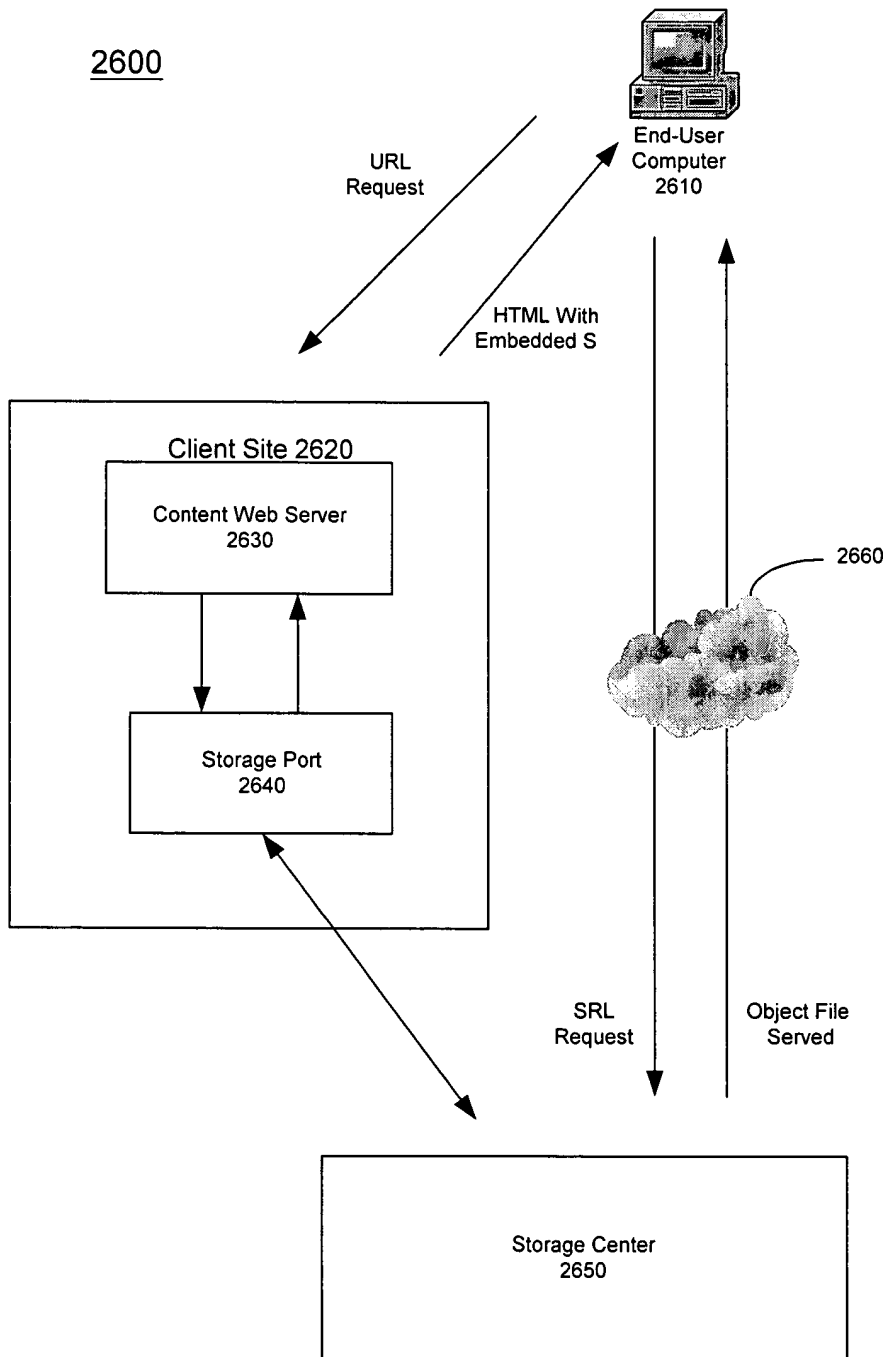 2600
End-User
Computer
2610
URL
Request
HTML With
Embedded S
Client Site 2620
Content Web Server
2630
2660
Storage Port
2640
SRL
Request
Object File
Served
Storage Center
2650